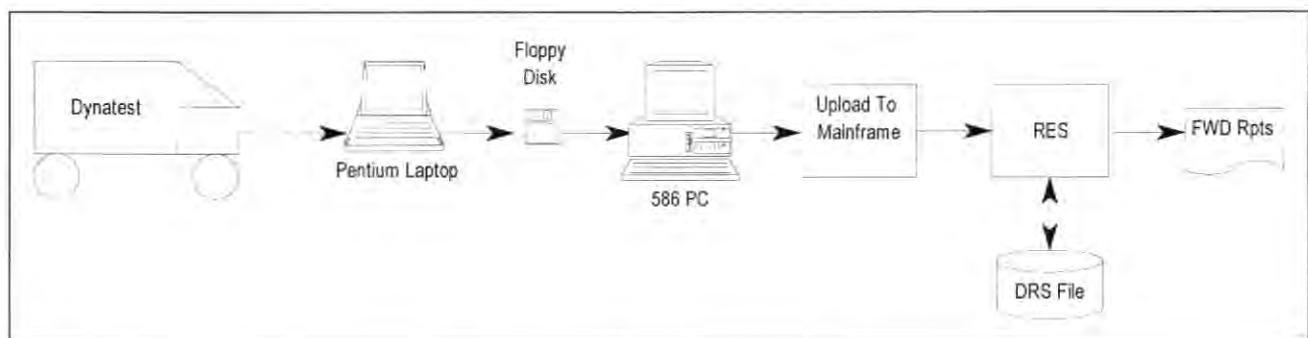 Dynatest
Pentium Laptop
Floppy
Disk
586 PC
Upload To
Mainframe
RES
DRS File
FWD Rpts